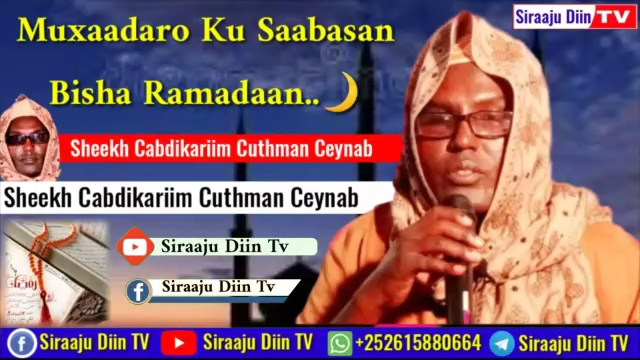 Muxaadaro Ku Saabasan
Siraaju Diin TV
Bisha Ramadaan..
Sheekh Cabdikariim Cuthman Ceynab
Sheekh Cabdikariim Cuthman Ceynab
Siraaju Diin Tv
Siraaju Diin Tv
Siraaju Diin TV
Siraaju Diin TV
+252615880664
Siraaju Diin TV